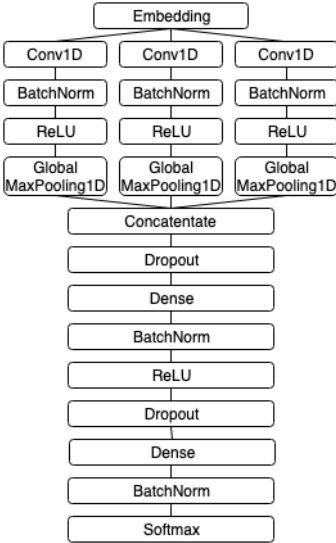 Embedding
Conv1D Conv1D Conv1D
BatchNorm BatchNorm BatchNorm
ReLU ReLU ReLU
Global Global Global
MaxPooling1D MaxPooling1D MaxPooling1D
Concatentate
Dropout
Dense
BatchNorm
ReLU
Dropout
Dense
BatchNorm
Softmax